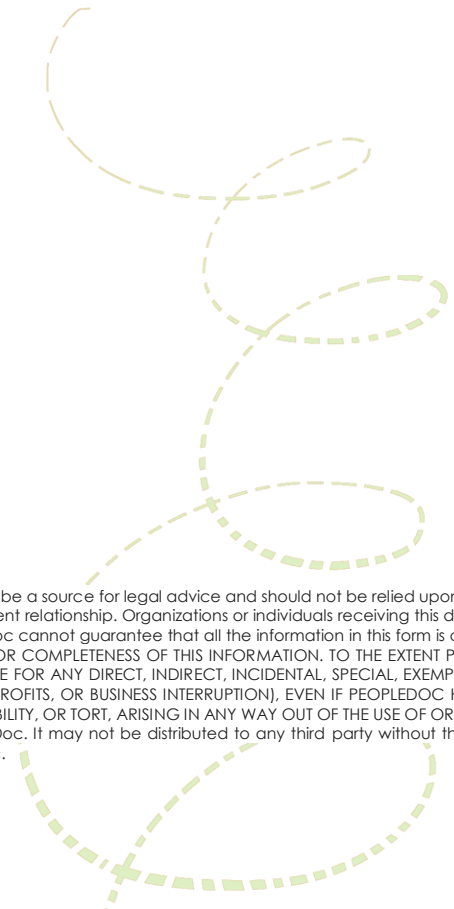 be a source for legal advice and should not be relied upon
ent relationship. Organizations or individuals receiving this d
oc cannot guarantee that all the information in this form is
OR COMPLETENESS OF THIS INFORMATION. TO THE EXTENT P
E FOR ANY DIRECT, INDIRECT, INCIDENTAL, SPECIAL, EXEMP
ROFITS, OR BUSINESS INTERRUPTION), EVEN IF PEOPLEDOC
BILITY, OR TORT, ARISING IN ANY WAY OUT OF THE USE OF OR
Doc. It may not be distributed to any third party without th
.